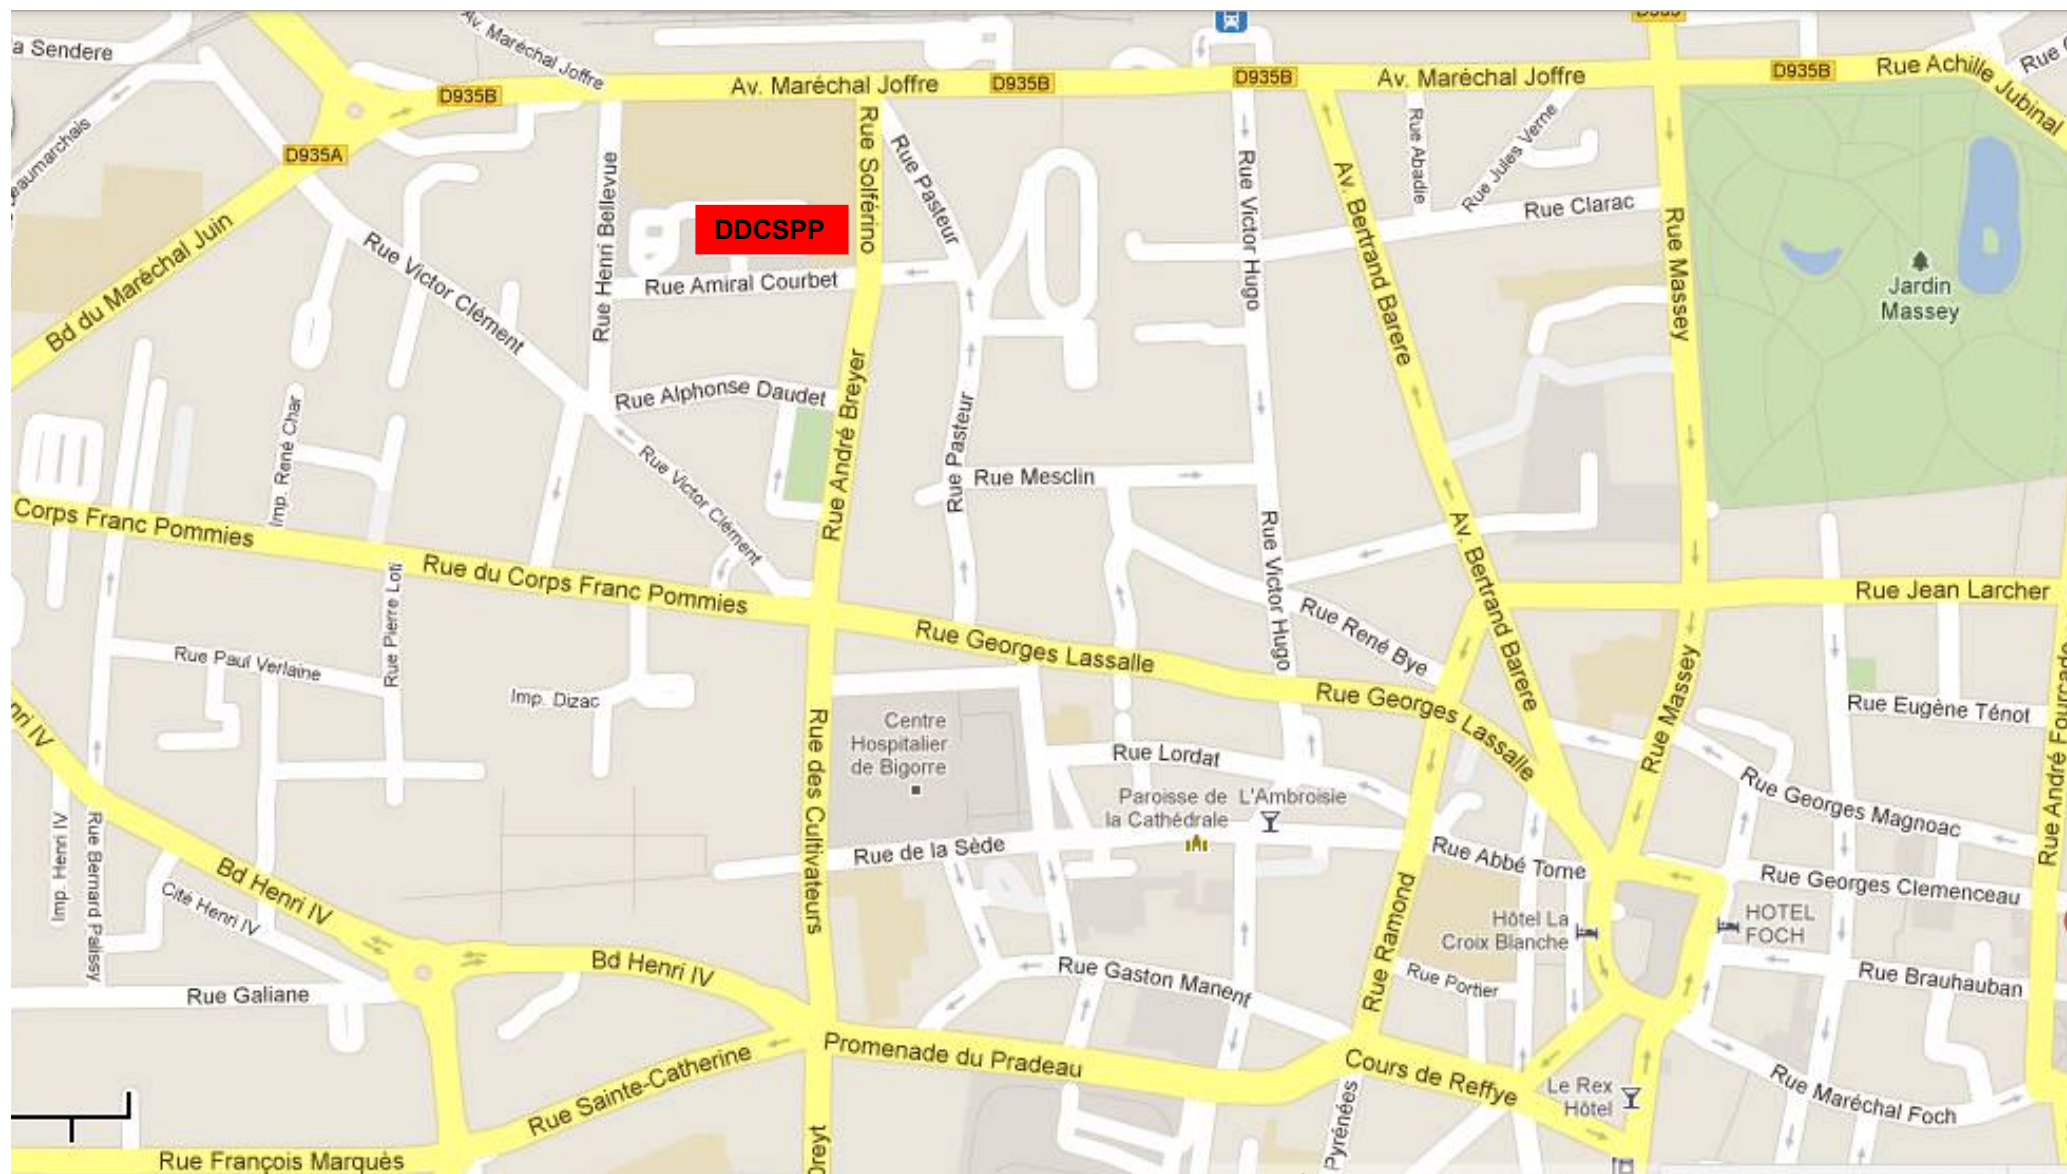 D935
a Sendere
Av. Maréchal Joffre
D935B
Av. Maréchal Joffre
D935B
D935B
Av. Maréchal Joffre
D935B
Rue Achille Jubinal
Rue
D935A
eaumarchais
Bd du Maréchal Juin
Rue Victor Clément
Rue Henri Bellevue
DDCSPP
Rue Solférino
Rue Pasteur
Rue Amiral Courbet
Rue Victor Hugo
Av. Bertrand Barere
Rue Abadie
Rue Jules Verne
Rue Clarac
Rue Massey
Jardin
Massey
Rue Alphonse Daudet
Rue André Breyer
Imp. René Char
Rue Victor Clément
Rue Pasteur
Rue Mesclin
Rue Victor Hugo
Av. Bertrand Barere
Corps Franc Pommies
Rue du Corps Franc Pommies
Rue Pierre Loti
Rue Georges Lassalle
Rue René Bye
Rue Jean Larcher
Rue Paul Verlaine
Imp. Dizac
Rue Georges Lassalle
Rue Massey
Rue Eugène Ténot
Rue André Fourcade
nri IV
Centre
Hospitalier
de Bigorre
Rue des Cultivateurs
Rue Lordat
Paroisse de
la Cathédrale
L'Ambroisie
Rue Georges Magnoac
Rue de la Sède
Rue Abbé Torne
Rue Georges Clemenceau
Imp. Henri IV
Rue Bernard Palissy
Bd Henri IV
Cité Henri IV
Rue Ramond
Hôtel La
Croix Blanche
HOTEL
FOCH
Bd Henri IV
Rue Gaston Manent
Rue Portier
Rue Brauhauban
Rue Galiane
Promenade du Pradeau
Cours de Reffye
Rue Sainte-Catherine
Le Rex
Hôtel
Rue Maréchal Foch
Pyrénées
Dreyt
Rue François Marquès